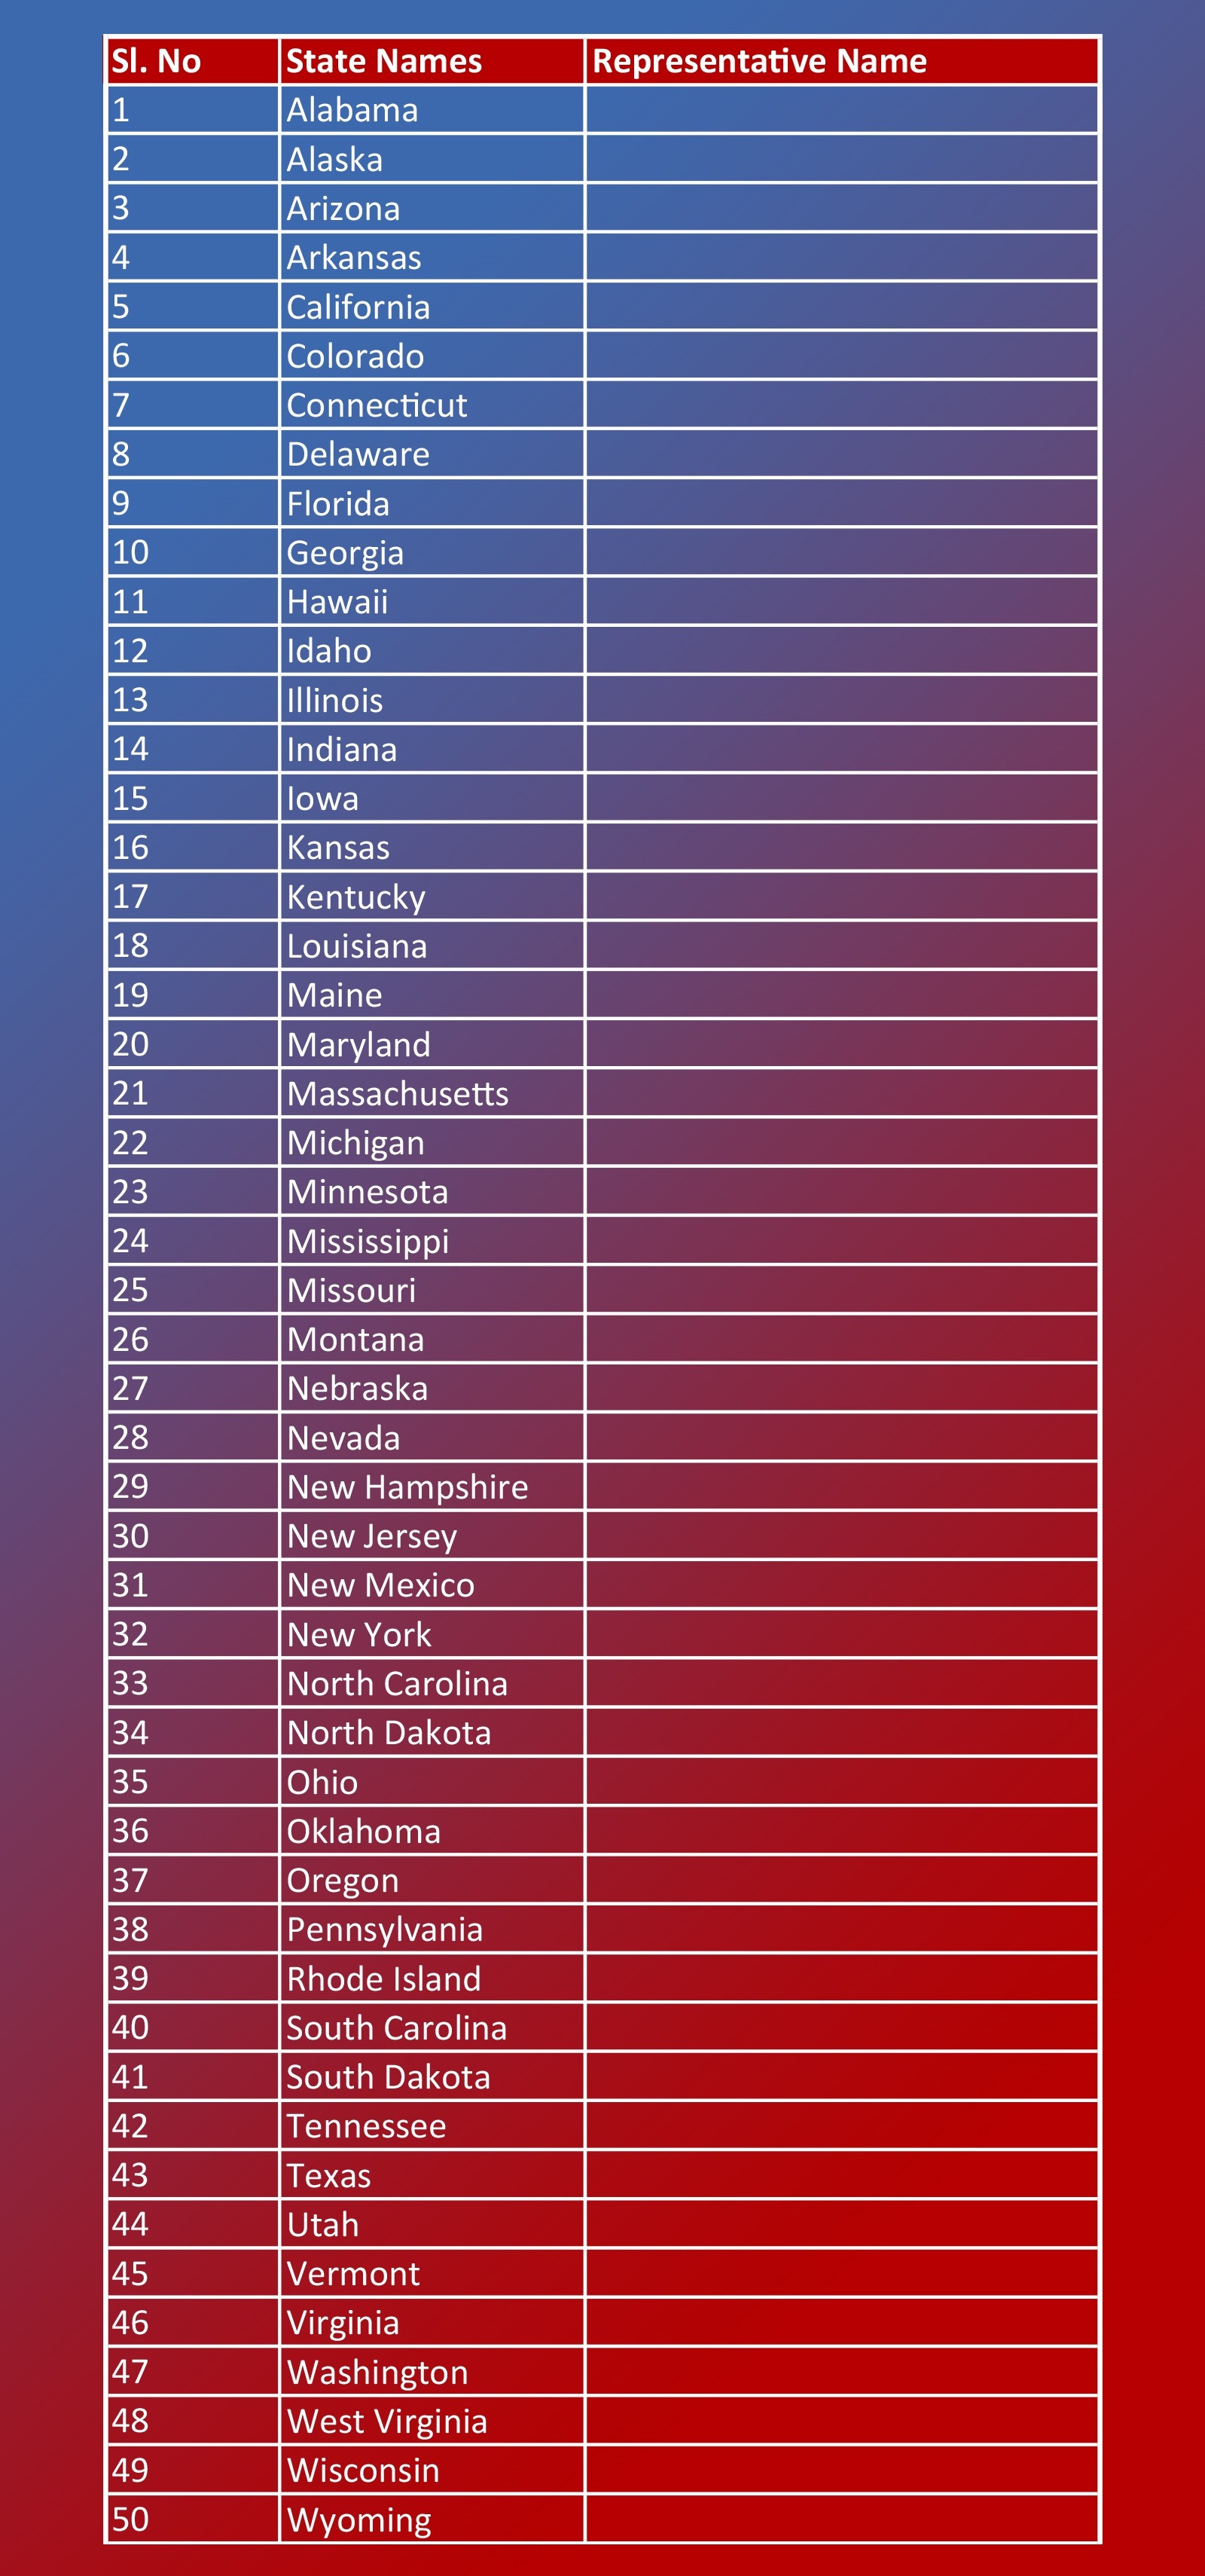 Sl. No State Names Representative Name
1 Alabama
2 Alaska
3 Arizona
4 Arkansas
5 California
6 Colorado
7 Connecticut
8 Delaware
9 Florida
10 Georgia
11 Hawaii
12 Idaho
13 Illinois
14 Indiana
15 Iowa
16 Kansas
17 Kentucky
18 Louisiana
19 Maine
20 Maryland
21 Massachusetts
22 Michigan
23 Minnesota
24 Mississippi
25 Missouri
26 Montana
27 Nebraska
28 Nevada
29 New Hampshire
30 New Jersey
31 New Mexico
32 New York
33 North Carolina
34 North Dakota
35 Ohio
36 Oklahoma
37 Oregon
38 Pennsylvania
39 Rhode Island
40 South Carolina
41 South Dakota
42 Tennessee
43 Texas
44 Utah
45 Vermont
46 Virginia
47 Washington
48 West Virginia
49 Wisconsin
50 Wyoming